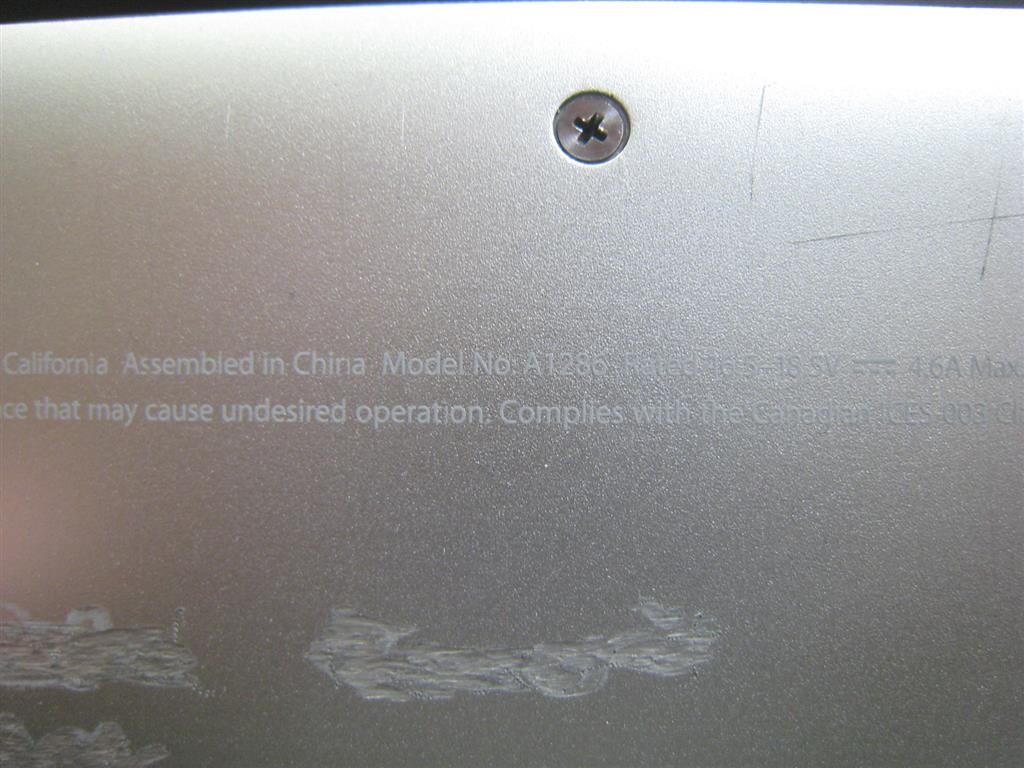 California Assembled in China Model No: A1286 Rated 16.5–18.5V ⎓ 4.6A Max.
ce that may cause undesired operation. Complies with the Canadian ICES-003 Cl